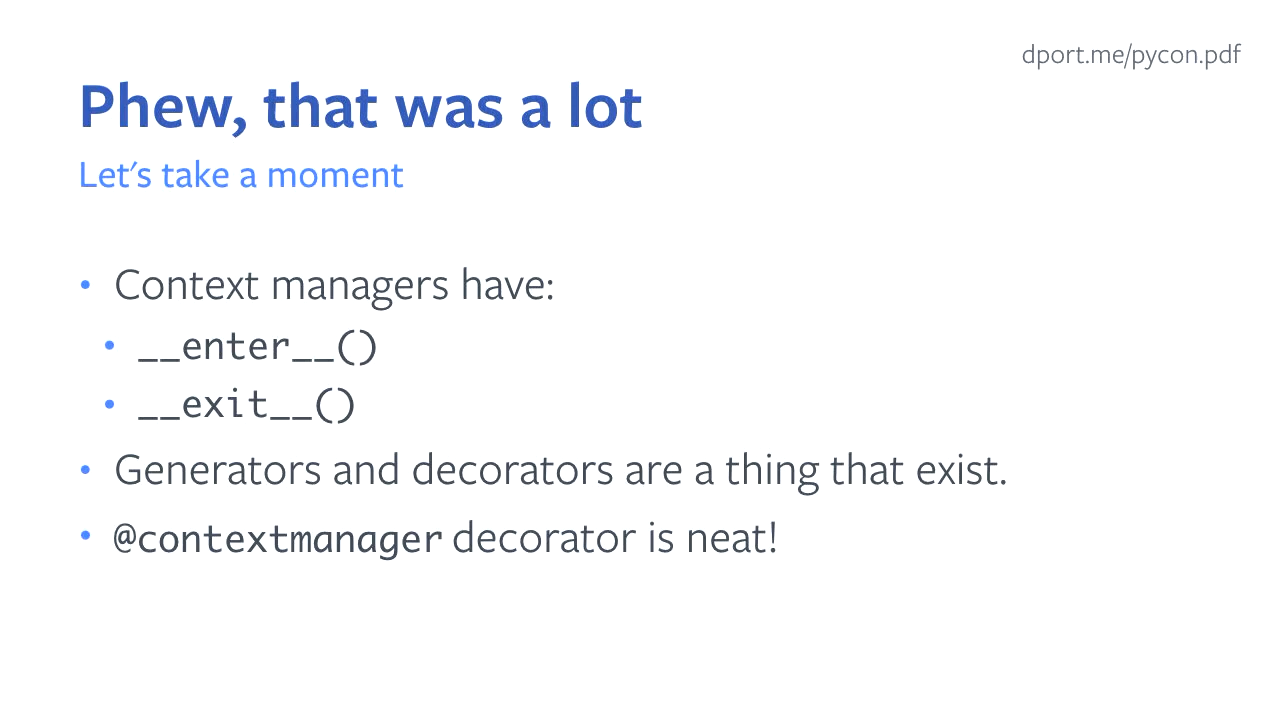 dport.me/pycon.pdf
Phew, that was a lot
Let's take a moment
• Context managers have:
• __enter__()
• __exit__()
• Generators and decorators are a thing that exist.
• @contextmanager decorator is neat!